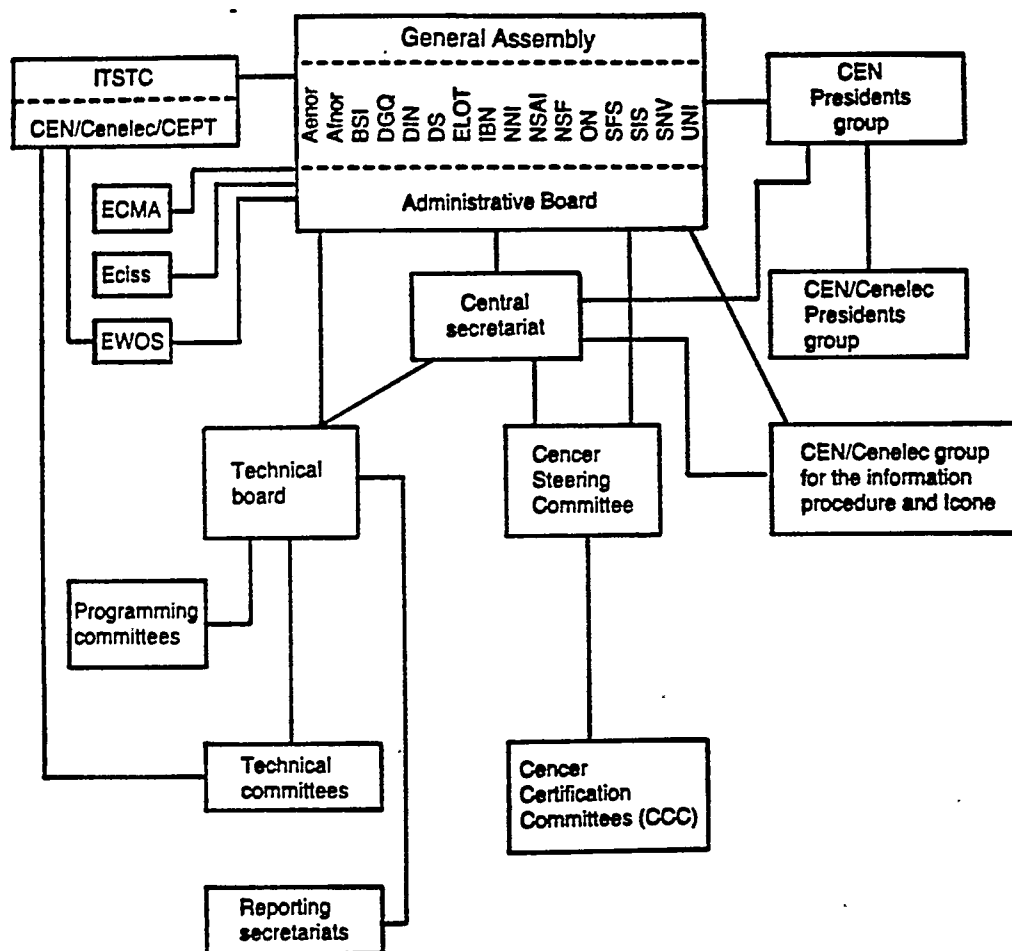 General Assembly
ITSTC
CEN/Cenelec/CEPT
Aenor
Afnor
BSI
DGQ
DIN
DS
ELOT
IBN
NNI
NSAI
NSF
ON
SFS
SIS
SNV
UNI
CEN
Presidents
group
ECMA
Administrative Board
Eciss
EWOS
Central
secretariat
CEN/Cenelec
Presidents
group
Technical
board
Cencer
Steering
Committee
CEN/Cenelec group
for the information
procedure and Icone
Programming
committees
Technical
committees
Cencer
Certification
Committees (CCC)
Reporting
secretariats